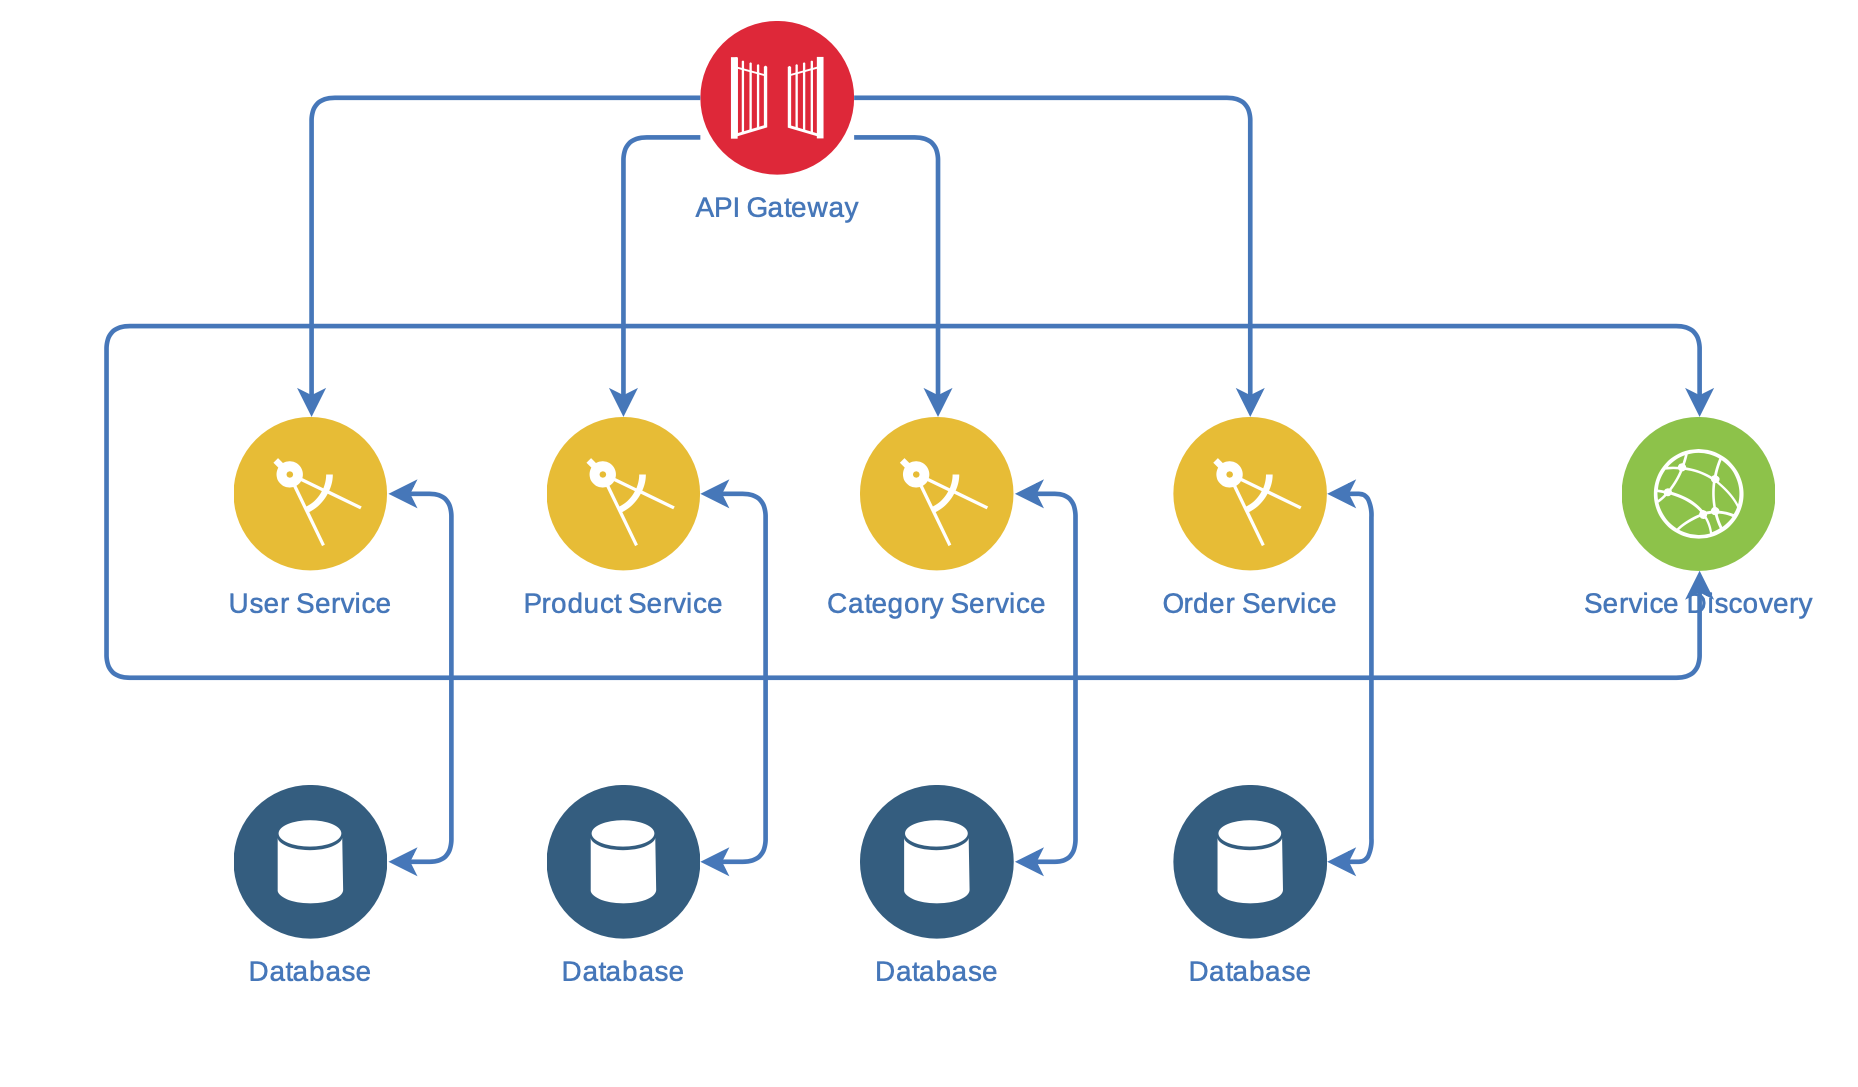 API Gateway
User Service
Product Service
Category Service
Order Service
Service Discovery
Database
Database
Database
Database